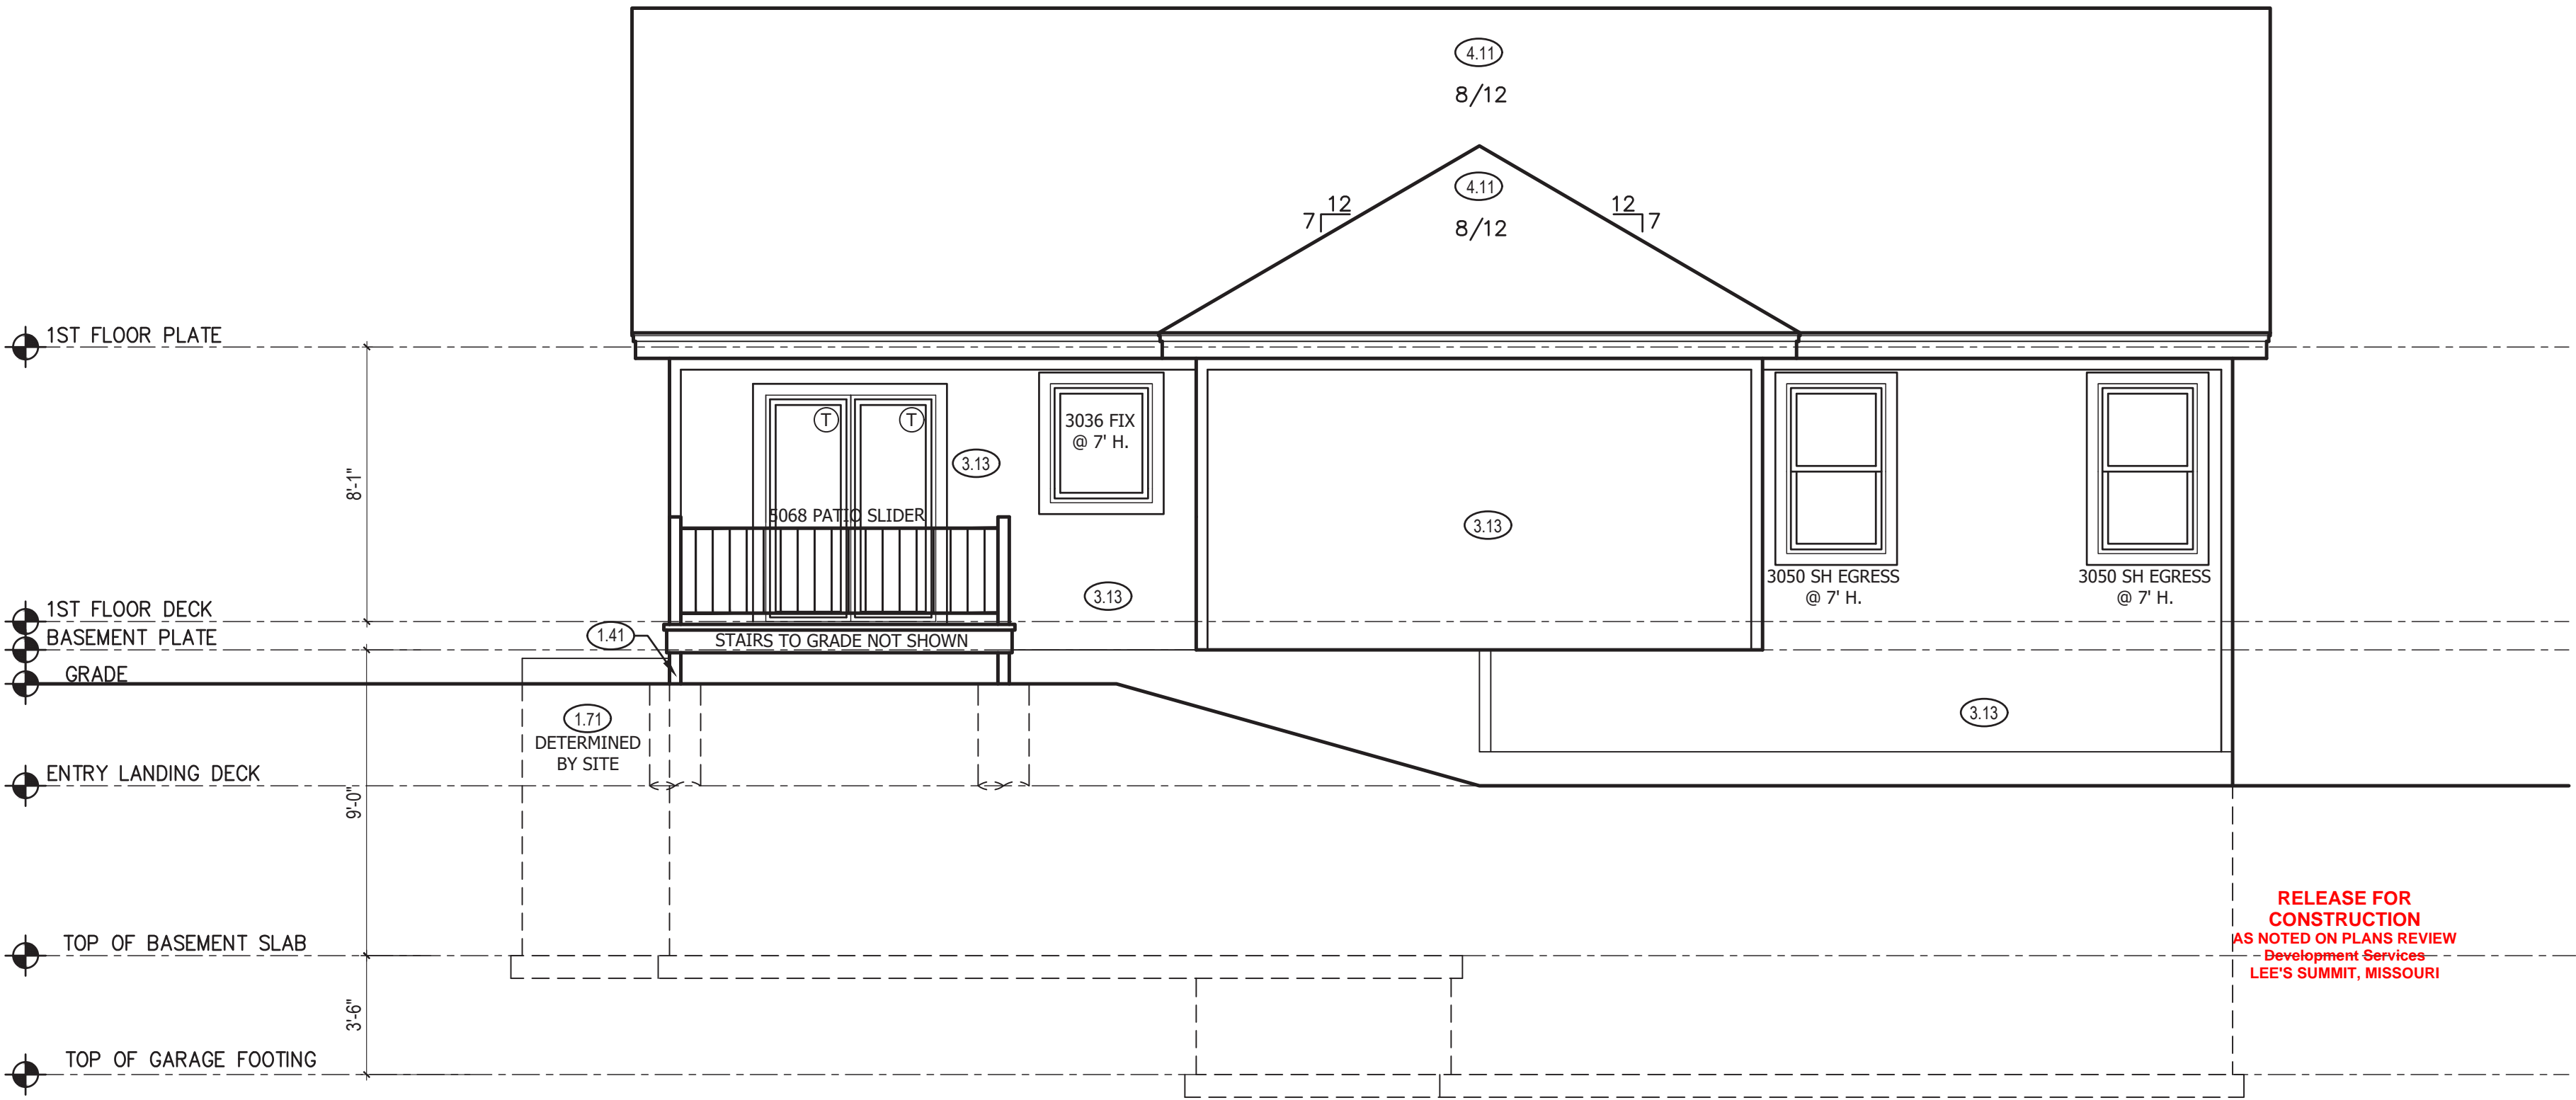 4.11
8/12
4.11
8/12
12
7
12
7
1ST FLOOR PLATE
8'-1"
T
T
3036 FIX
@ 7' H.
3.13
5068 PATIO SLIDER
3.13
3.13
3050 SH EGRESS
@ 7' H.
3050 SH EGRESS
@ 7' H.
1ST FLOOR DECK
BASEMENT PLATE
1.41
STAIRS TO GRADE NOT SHOWN
GRADE
1.71
DETERMINED
BY SITE
3.13
ENTRY LANDING DECK
9'-0"
RELEASE FOR
CONSTRUCTION
AS NOTED ON PLANS REVIEW
Development Services
LEE'S SUMMIT, MISSOURI
TOP OF BASEMENT SLAB
3'-6"
TOP OF GARAGE FOOTING